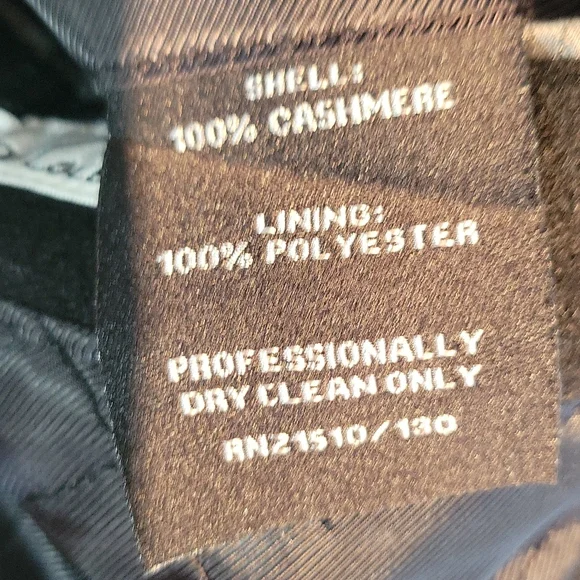 SHELL:
100% CASHMERE
LINING:
100% POLYESTER
PROFESSIONALLY
DRY CLEAN ONLY
RN21510/130